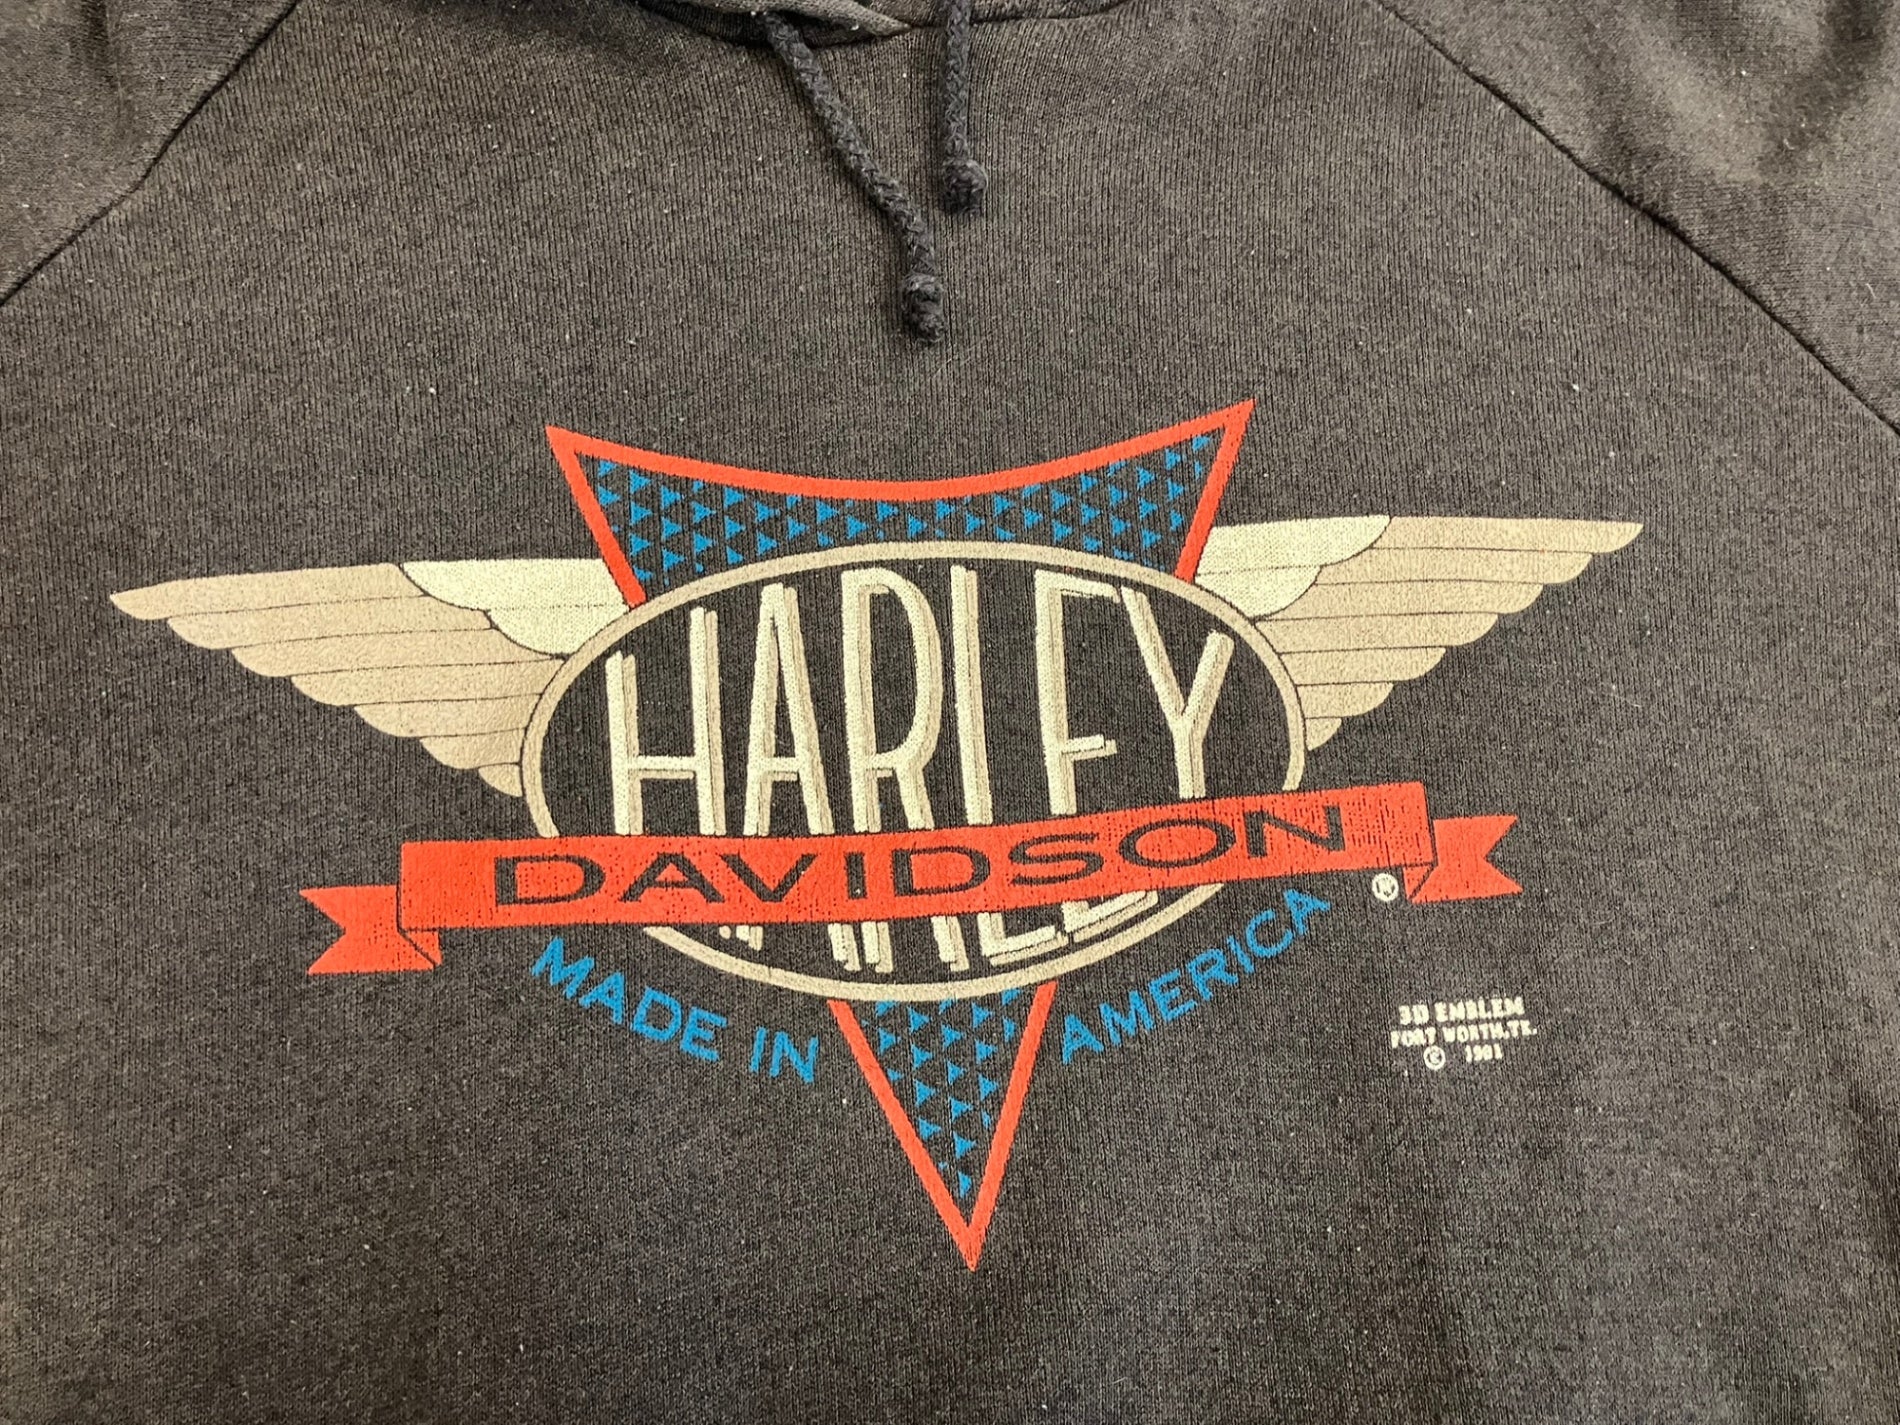 HARLEY
DAVIDSON
®
MADE IN AMERICA
3D EMBLEM
FORT WORTH, TX.
©